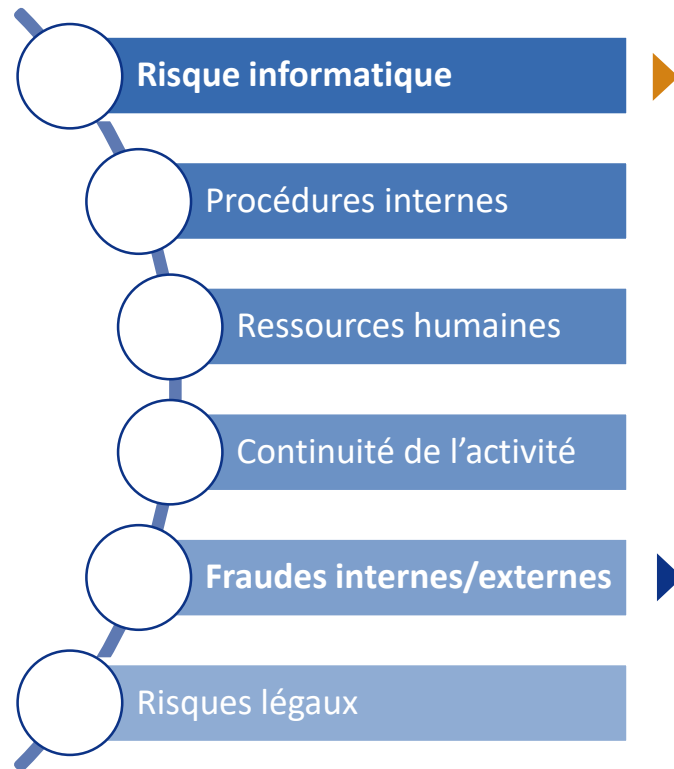 Risque informatique
Procédures internes
Ressources humaines
Continuité de l’activité
Fraudes internes/externes
Risques légaux